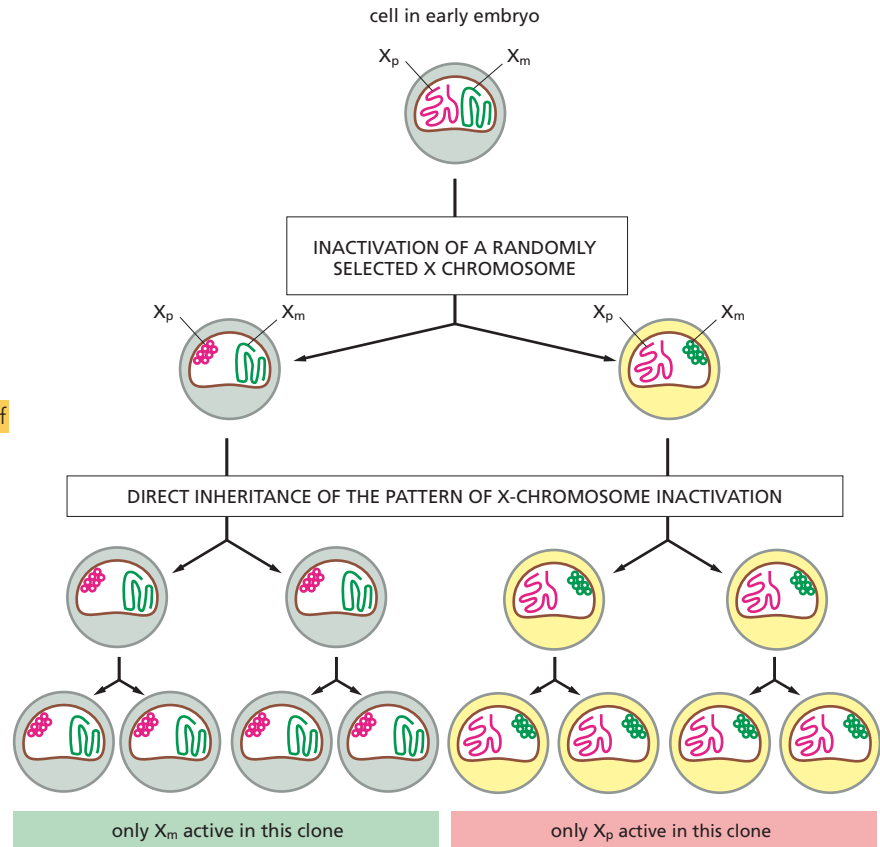 cell in early embryo
Xp
Xm
INACTIVATION OF A RANDOMLY
SELECTED X CHROMOSOME
Xp
Xm
Xp
Xm
f
DIRECT INHERITANCE OF THE PATTERN OF X-CHROMOSOME INACTIVATION
only Xm active in this clone
only Xp active in this clone